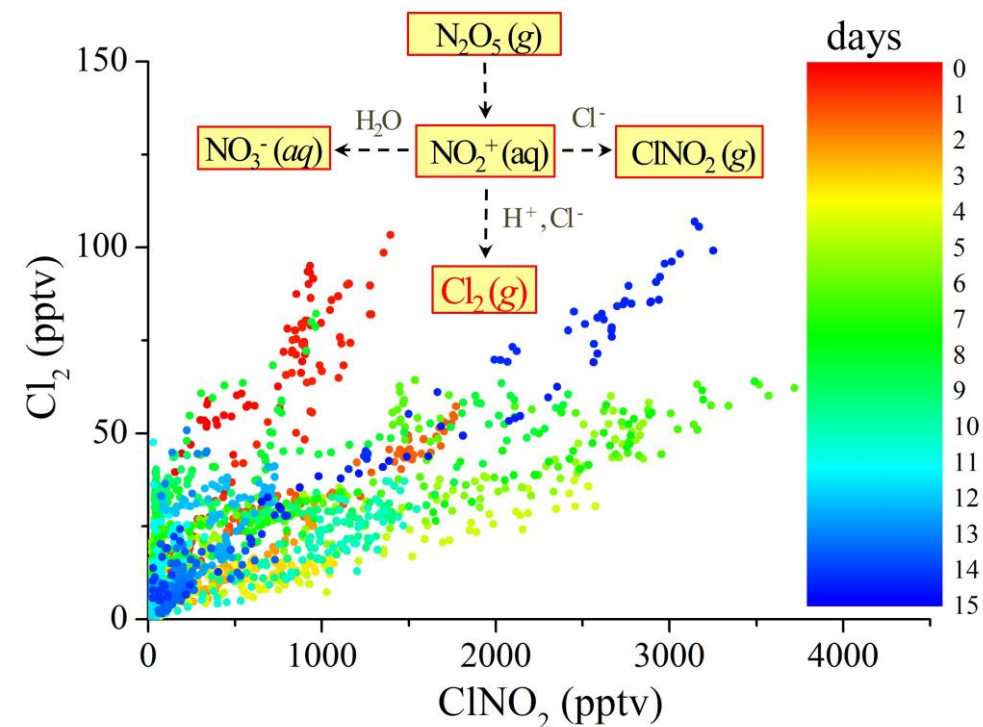 N₂O₅ (g)
days
H₂O
Cl⁻
NO₃⁻ (aq)
NO₂⁺ (aq)
ClNO₂ (g)
H⁺, Cl⁻
Cl₂ (g)
150
100
50
0
Cl₂ (pptv)
0
1000
2000
3000
4000
ClNO₂ (pptv)
0
1
2
3
4
5
6
7
8
9
10
11
12
13
14
15